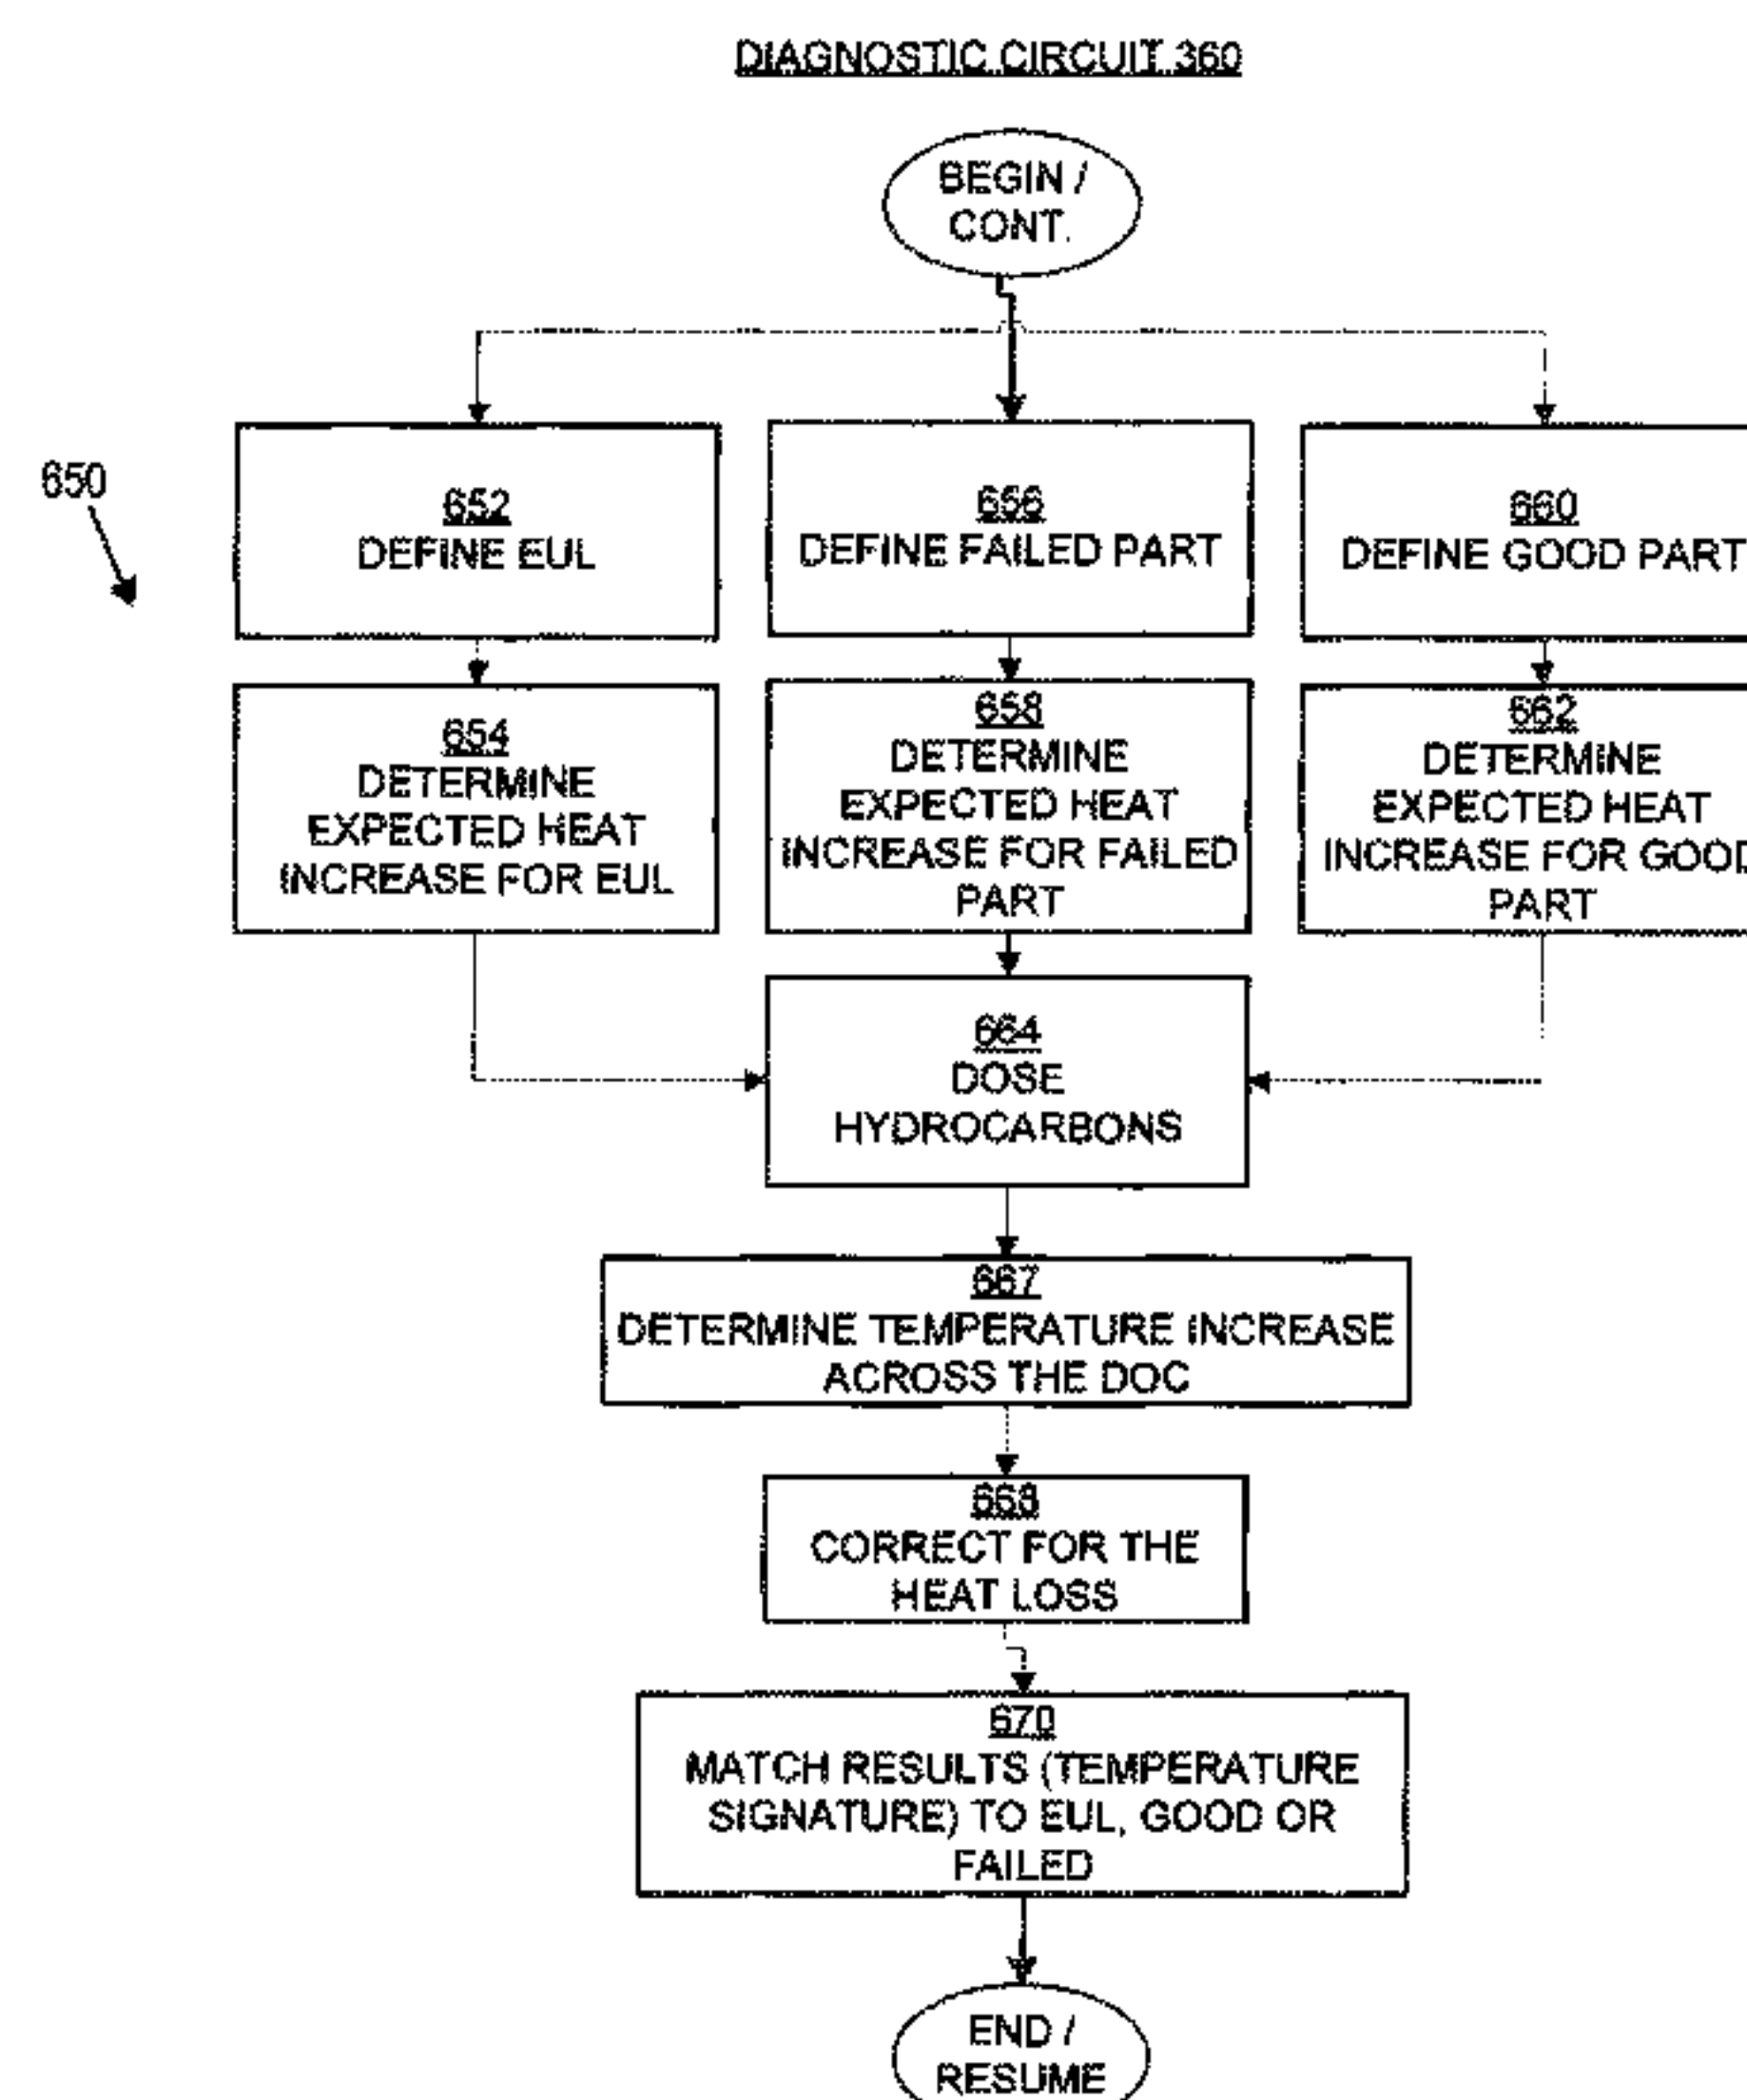 DIAGNOSTIC CIRCUIT 360
BEGIN /
CONT.
650
652
DEFINE EUL
656
DEFINE FAILED PART
660
DEFINE GOOD PART
654
DETERMINE
EXPECTED HEAT
INCREASE FOR EUL
658
DETERMINE
EXPECTED HEAT
INCREASE FOR FAILED
PART
662
DETERMINE
EXPECTED HEAT
INCREASE FOR GOOD
PART
664
DOSE
HYDROCARBONS
667
DETERMINE TEMPERATURE INCREASE
ACROSS THE DOC
668
CORRECT FOR THE
HEAT LOSS
670
MATCH RESULTS (TEMPERATURE
SIGNATURE) TO EUL, GOOD OR
FAILED
END /
RESUME